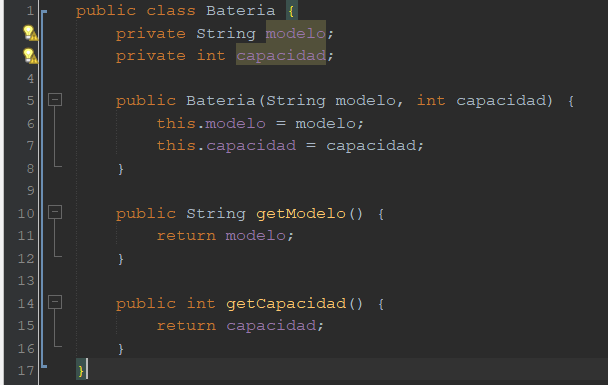 1 public class Bateria {
private String modelo;
private int capacidad;
4
5 public Bateria(String modelo, int capacidad) {
6 this.modelo = modelo;
7 this.capacidad = capacidad;
8 }
9
10 public String getModelo() {
11 return modelo;
12 }
13
14 public int getCapacidad() {
15 return capacidad;
16 }
17 }